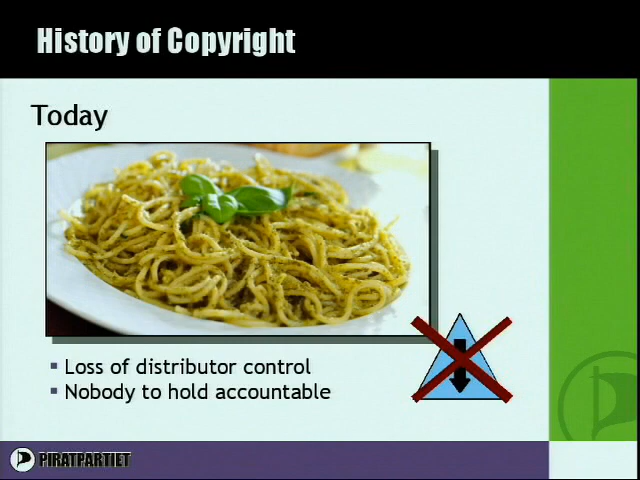 History of Copyright
Today
Loss of distributor control
Nobody to hold accountable
PIRATPARTIET